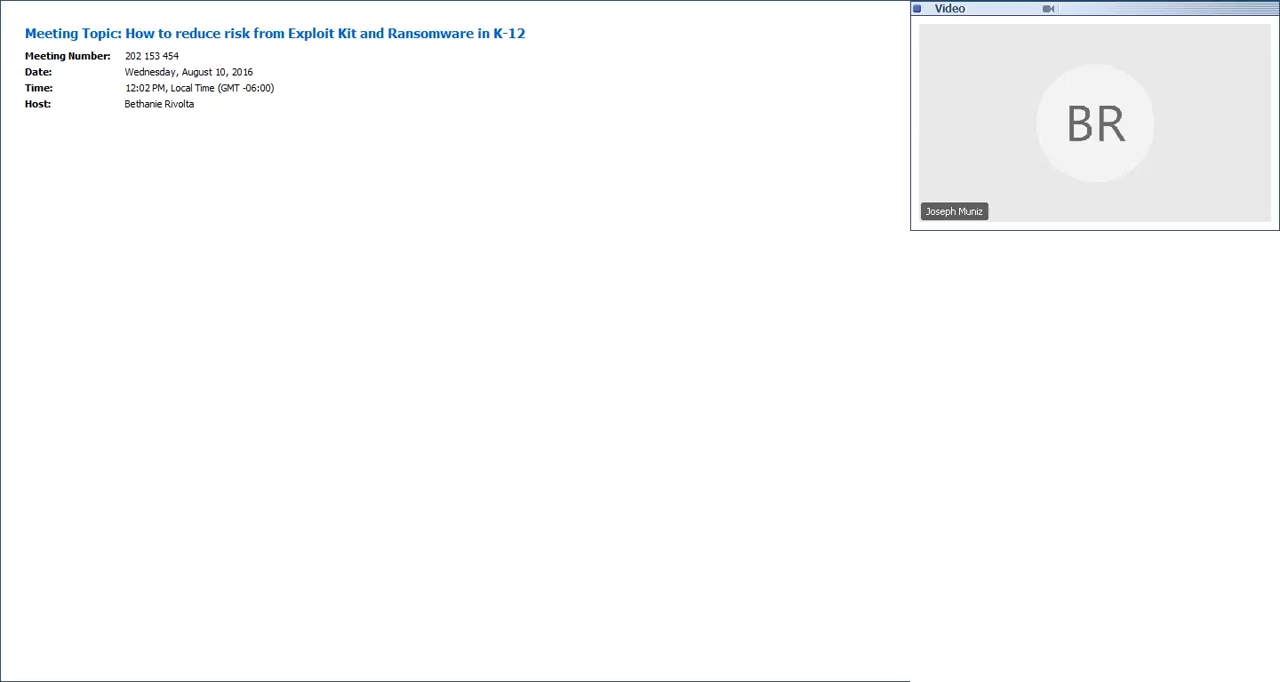 Meeting Topic: How to reduce risk from Exploit Kit and Ransomware in K-12
Meeting Number: 202 153 454
Date: Wednesday, August 10, 2016
Time: 12:02 PM, Local Time (GMT -06:00)
Host: Bethanie Rivolta
Video
BR
Joseph Muniz